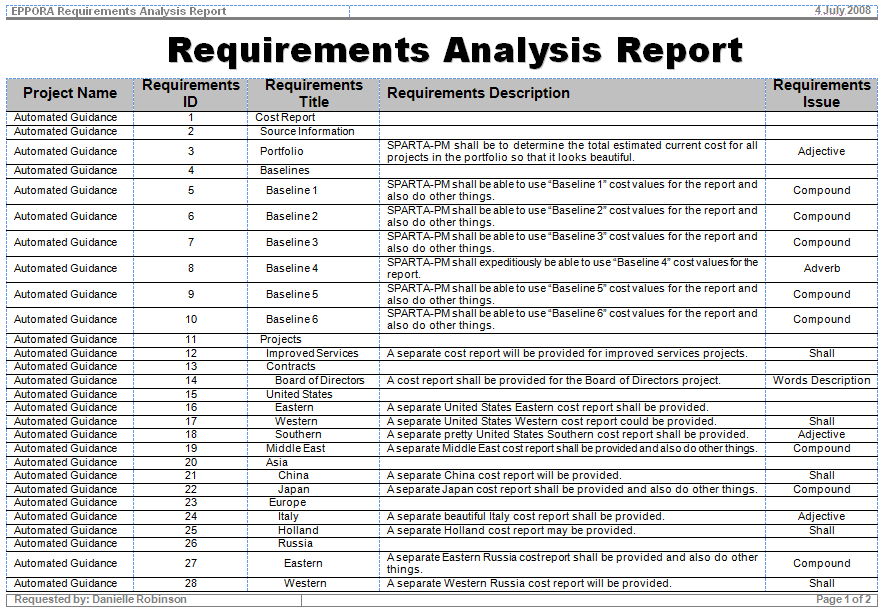 EPPORA Requirements Analysis Report 4 July 2008
Requirements Analysis Report
Project Name Requirements ID Requirements Title Requirements Description Requirements Issue
Automated Guidance 1 Cost Report
Automated Guidance 2 Source Information
Automated Guidance 3 Portfolio SPARTA-PM shall be to determine the total estimated current cost for all
projects in the portfolio so that it looks beautiful. Adjective
Automated Guidance 4 Baselines
Automated Guidance 5 Baseline 1 SPARTA-PM shall be able to use “Baseline 1” cost values for the report and
also do other things. Compound
Automated Guidance 6 Baseline 2 SPARTA-PM shall be able to use “Baseline 2” cost values for the report and
also do other things. Compound
Automated Guidance 7 Baseline 3 SPARTA-PM shall be able to use “Baseline 3” cost values for the report and
also do other things. Compound
Automated Guidance 8 Baseline 4 SPARTA-PM shall expeditiously be able to use “Baseline 4” cost values for the
report. Adverb
Automated Guidance 9 Baseline 5 SPARTA-PM shall be able to use “Baseline 5” cost values for the report and
also do other things. Compound
Automated Guidance 10 Baseline 6 SPARTA-PM shall be able to use “Baseline 6” cost values for the report and
also do other things. Compound
Automated Guidance 11 Projects
Automated Guidance 12 Improved Services A separate cost report will be provided for improved services projects. Shall
Automated Guidance 13 Contracts
Automated Guidance 14 Board of Directors A cost report shall be provided for the Board of Directors project. Words Description
Automated Guidance 15 United States
Automated Guidance 16 Eastern A separate United States Eastern cost report shall be provided.
Automated Guidance 17 Western A separate United States Western cost report could be provided. Shall
Automated Guidance 18 Southern A separate pretty United States Southern cost report shall be provided. Adjective
Automated Guidance 19 Middle East A separate Middle East cost report shall be provided and also do other things. Compound
Automated Guidance 20 Asia
Automated Guidance 21 China A separate China cost report will be provided. Shall
Automated Guidance 22 Japan A separate Japan cost report shall be provided and also do other things. Compound
Automated Guidance 23 Europe
Automated Guidance 24 Italy A separate beautiful Italy cost report shall be provided. Adjective
Automated Guidance 25 Holland A separate Holland cost report may be provided. Shall
Automated Guidance 26 Russia
Automated Guidance 27 Eastern A separate Eastern Russia cost report shall be provided and also do other
things. Compound
Automated Guidance 28 Western A separate Western Russia cost report will be provided. Shall
Requested by: Danielle Robinson Page 1 of 2